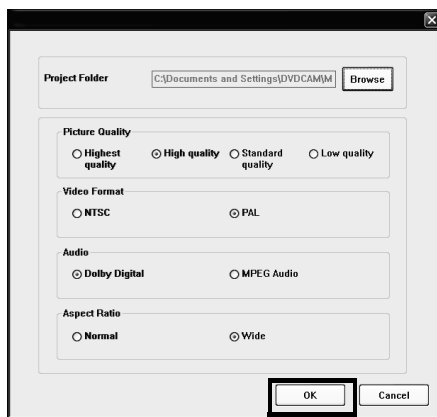 Project Folder C:\Documents and Settings\DVDCAM\M Browse
Picture Quality
Highest quality High quality Standard quality Low quality
Video Format
NTSC PAL
Audio
Dolby Digital MPEG Audio
Aspect Ratio
Normal Wide
OK Cancel